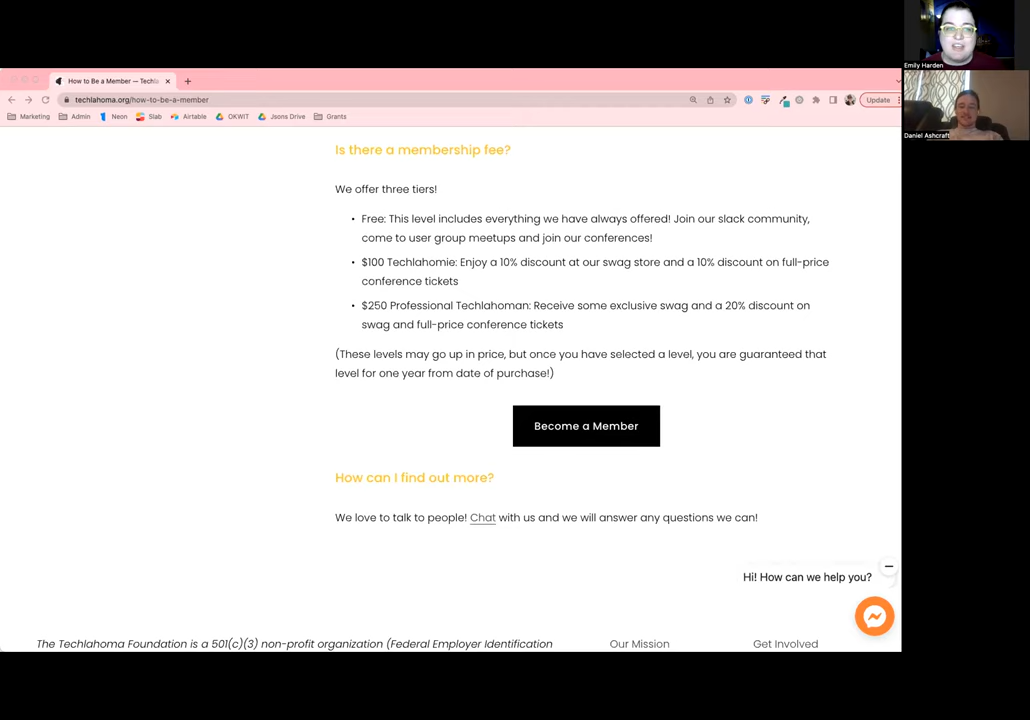 Emily Harden
Daniel Ashcraft
How to Be a Member — Techla
techlahoma.org/how-to-be-a-member
Update
Marketing Admin Neon Slab Airtable OKWIT Jsons Drive Grants
Is there a membership fee?
We offer three tiers!
• Free: This level includes everything we have always offered! Join our slack community,
come to user group meetups and join our conferences!
• $100 Techlahomie: Enjoy a 10% discount at our swag store and a 10% discount on full-price
conference tickets
• $250 Professional Techlahoman: Receive some exclusive swag and a 20% discount on
swag and full-price conference tickets
(These levels may go up in price, but once you have selected a level, you are guaranteed that
level for one year from date of purchase!)
Become a Member
How can I find out more?
We love to talk to people! Chat with us and we will answer any questions we can!
Hi! How can we help you?
The Techlahoma Foundation is a 501(c)(3) non-profit organization (Federal Employer Identification
Our Mission
Get Involved